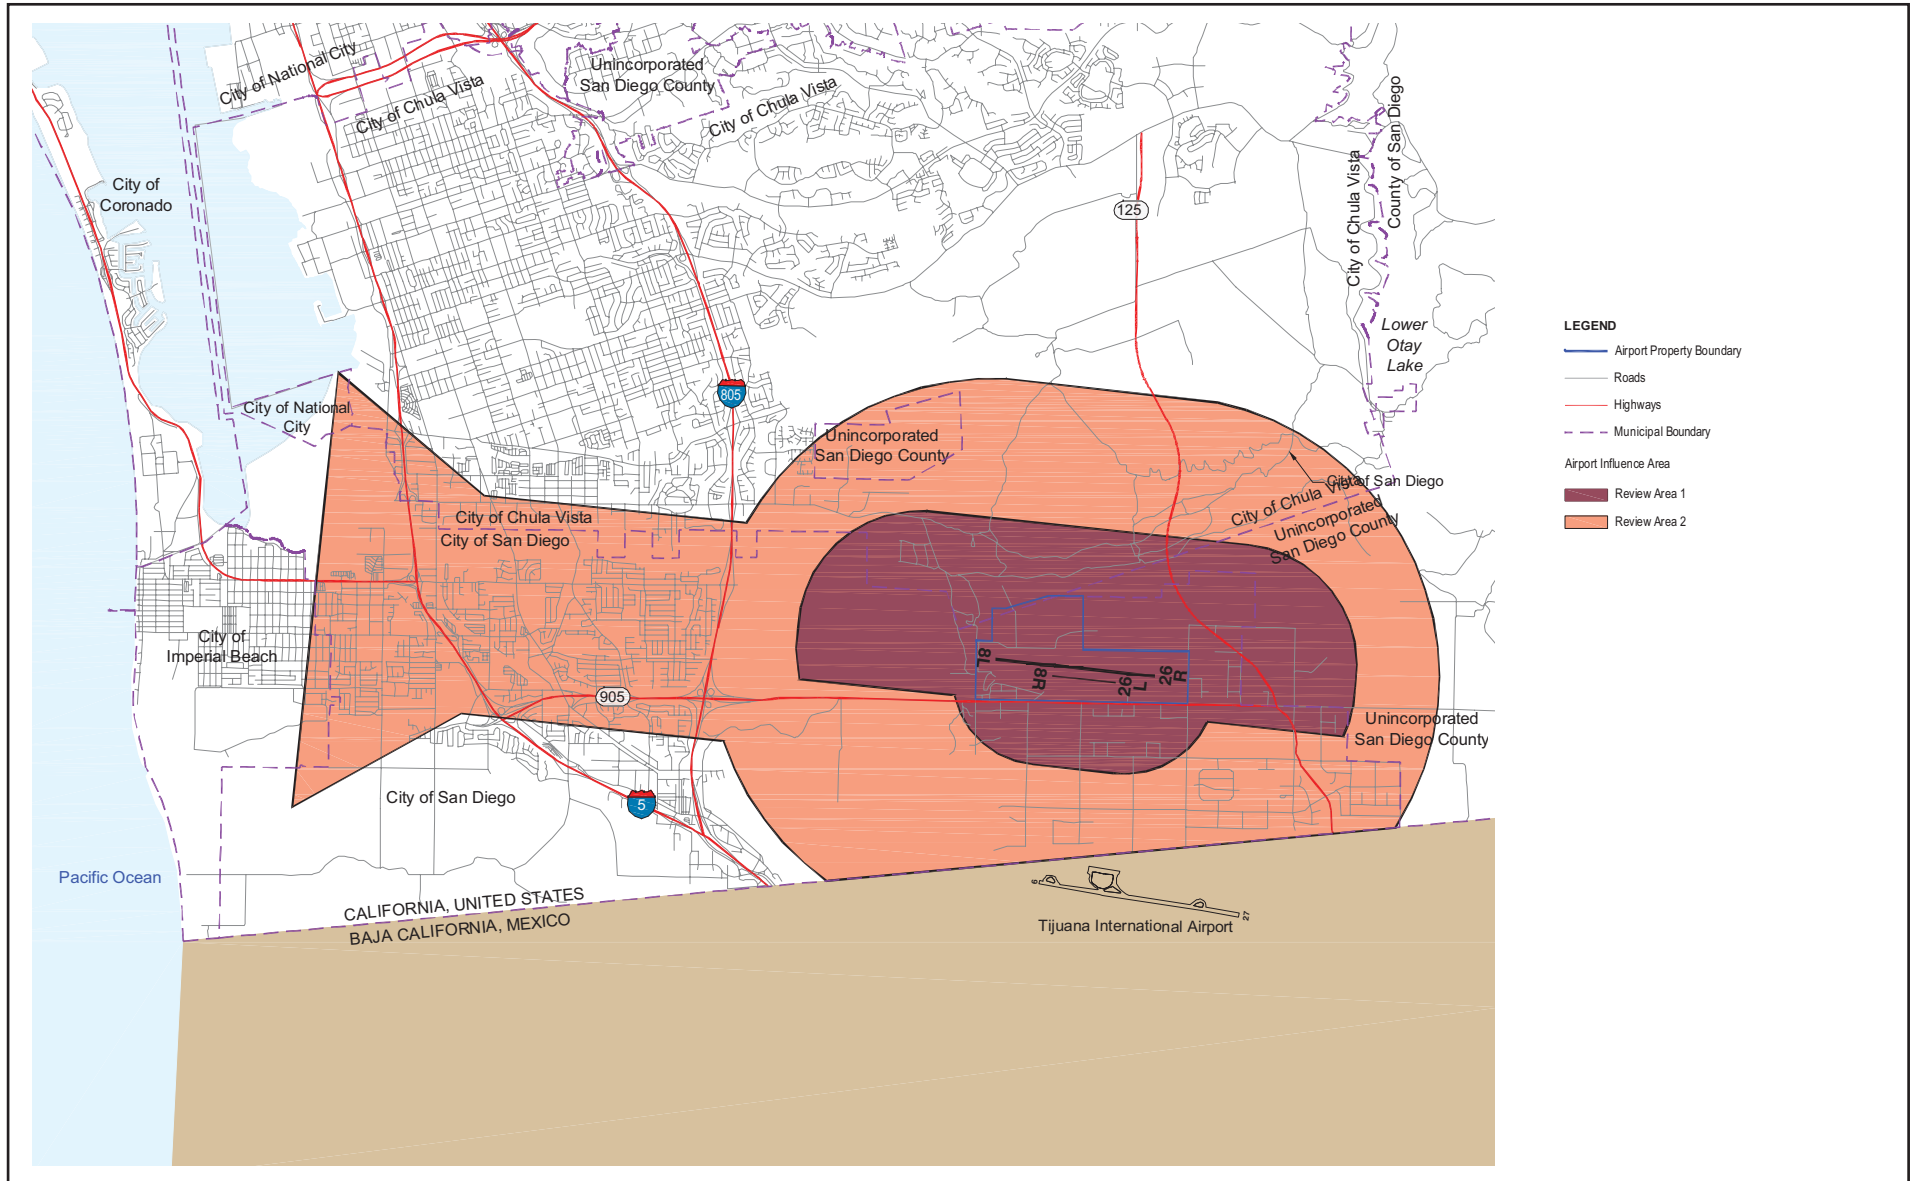 City of National City
City of Chula Vista
Unincorporated
San Diego County
City of Chula Vista
City of Chula Vista
County of San Diego
City of
Coronado
125
Lower
Otay
Lake
LEGEND
Airport Property Boundary
Roads
Highways
Municipal Boundary
Airport Influence Area
Review Area 1
Review Area 2
805
City of National
City
Unincorporated
San Diego County
City of San Diego
City of Chula Vista
Unincorporated
San Diego County
City of Chula Vista
City of San Diego
City of
Imperial Beach
8L
8R
26
L
26
R
905
Unincorporated
San Diego County
City of San Diego
5
Pacific Ocean
CALIFORNIA, UNITED STATES
BAJA CALIFORNIA, MEXICO
9
27
Tijuana International Airport